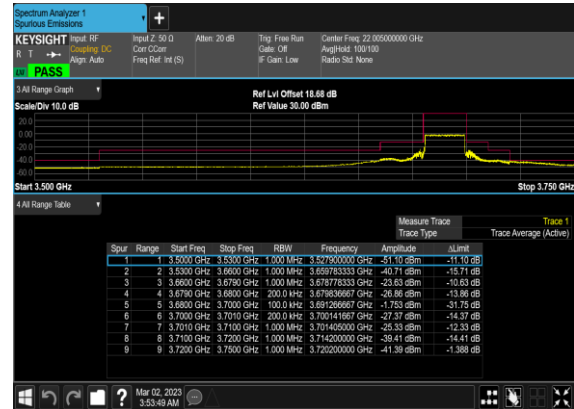 Spectrum Analyzer 1
Spurious Emissions
+
KEYSIGHT Input: RF Input Z: 50 Ω Atten: 20 dB Trig: Free Run Center Freq: 22.005000000 GHz
R T Coupling: DC Corr CCorr Gate: Off Avg|Hold: 100/100
Align: Auto Freq Ref: Int (S) IF Gain: Low Radio Std: None
LVI PASS
3 All Range Graph Ref Lvl Offset 18.68 dB
Scale/Div 10.0 dB Ref Value 30.00 dBm
20.0
0.00
-20.0
-40.0
-60.0
Start 3.500 GHz Stop 3.750 GHz
4 All Range Table
Measure Trace Trace 1
Trace Type Trace Average (Active)
Spur Range Start Freq Stop Freq RBW Frequency Amplitude ΔLimit
1 1 3.5000 GHz 3.5300 GHz 1.000 MHz 3.527900000 GHz -51.10 dBm -11.10 dB
2 2 3.5300 GHz 3.6600 GHz 1.000 MHz 3.659783333 GHz -40.71 dBm -15.71 dB
3 3 3.6600 GHz 3.6790 GHz 1.000 MHz 3.678778333 GHz -23.63 dBm -10.63 dB
4 4 3.6790 GHz 3.6800 GHz 200.0 kHz 3.679836667 GHz -26.86 dBm -13.86 dB
5 5 3.6800 GHz 3.7000 GHz 100.0 kHz 3.691266667 GHz -1.753 dBm -31.75 dB
6 6 3.7000 GHz 3.7010 GHz 200.0 kHz 3.700141667 GHz -27.37 dBm -14.37 dB
7 7 3.7010 GHz 3.7100 GHz 1.000 MHz 3.701405000 GHz -25.33 dBm -12.33 dB
8 8 3.7100 GHz 3.7200 GHz 1.000 MHz 3.714200000 GHz -39.41 dBm -14.41 dB
9 9 3.7200 GHz 3.7500 GHz 1.000 MHz 3.720200000 GHz -41.39 dBm -1.388 dB
? Mar 02, 2023
3:53:49 AM